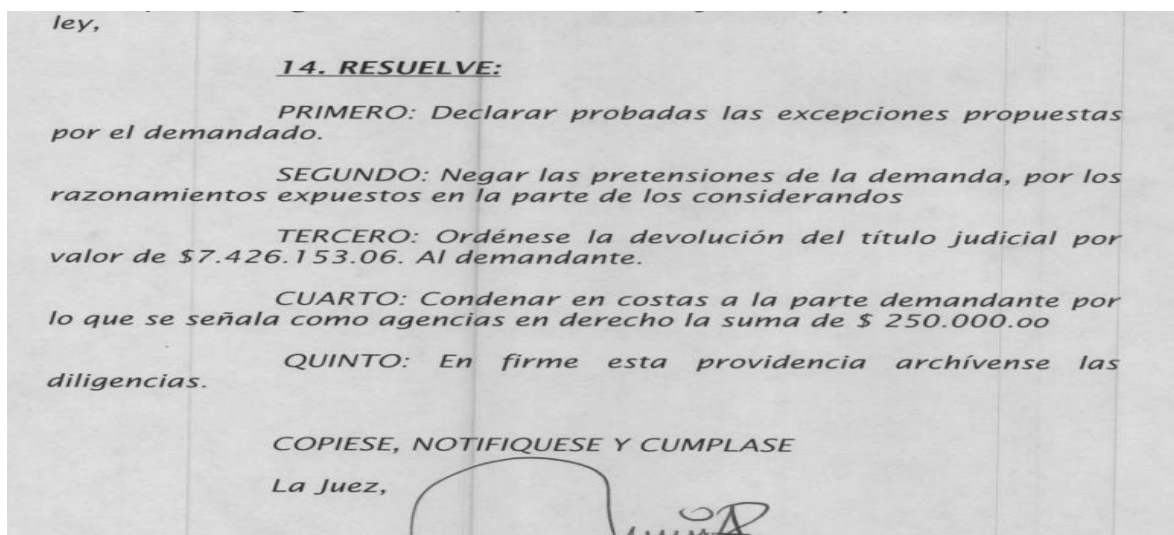 ley,
14. RESUELVE:
PRIMERO: Declarar probadas las excepciones propuestas
por el demandado.
SEGUNDO: Negar las pretensiones de la demanda, por los
razonamientos expuestos en la parte de los considerandos
TERCERO: Ordénese la devolución del título judicial por
valor de $7.426.153.06. Al demandante.
CUARTO: Condenar en costas a la parte demandante por
lo que se señala como agencias en derecho la suma de $ 250.000.oo
QUINTO: En firme esta providencia archívense las
diligencias.
COPIESE, NOTIFIQUESE Y CUMPLASE
La Juez,